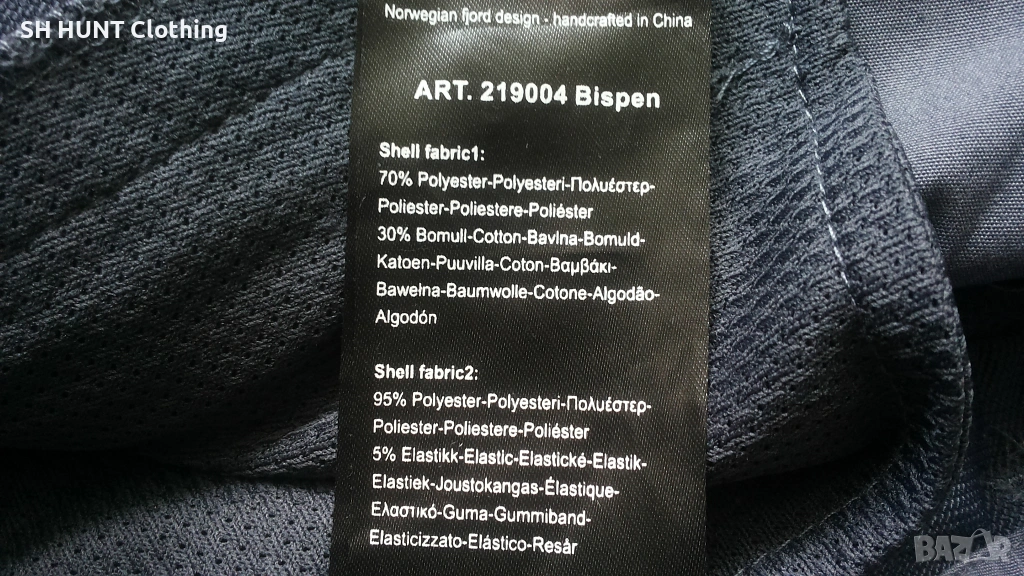 SH HUNT Clothing
Norwegian fjord design - handcrafted in China
ART. 219004 Bispen
Shell fabric1:
70% Polyester-Polyesteri-Πολυέστερ-
Poliester-Poliestere-Poliéster
30% Bomull-Cotton-Bavlna-Bomuld-
Katoen-Puuvilla-Coton-Βαμβάκι-
Bawełna-Baumwolle-Cotone-Algodão-
Algodón
Shell fabric2:
95% Polyester-Polyesteri-Πολυέστερ-
Poliester-Poliestere-Poliéster
5% Elastikk-Elastic-Elastické-Elastik-
Elastiek-Joustokangas-Élastique-
Ελαστικό-Guma-Gummiband-
Elasticizzato-Elástico-Resår
BAZAR